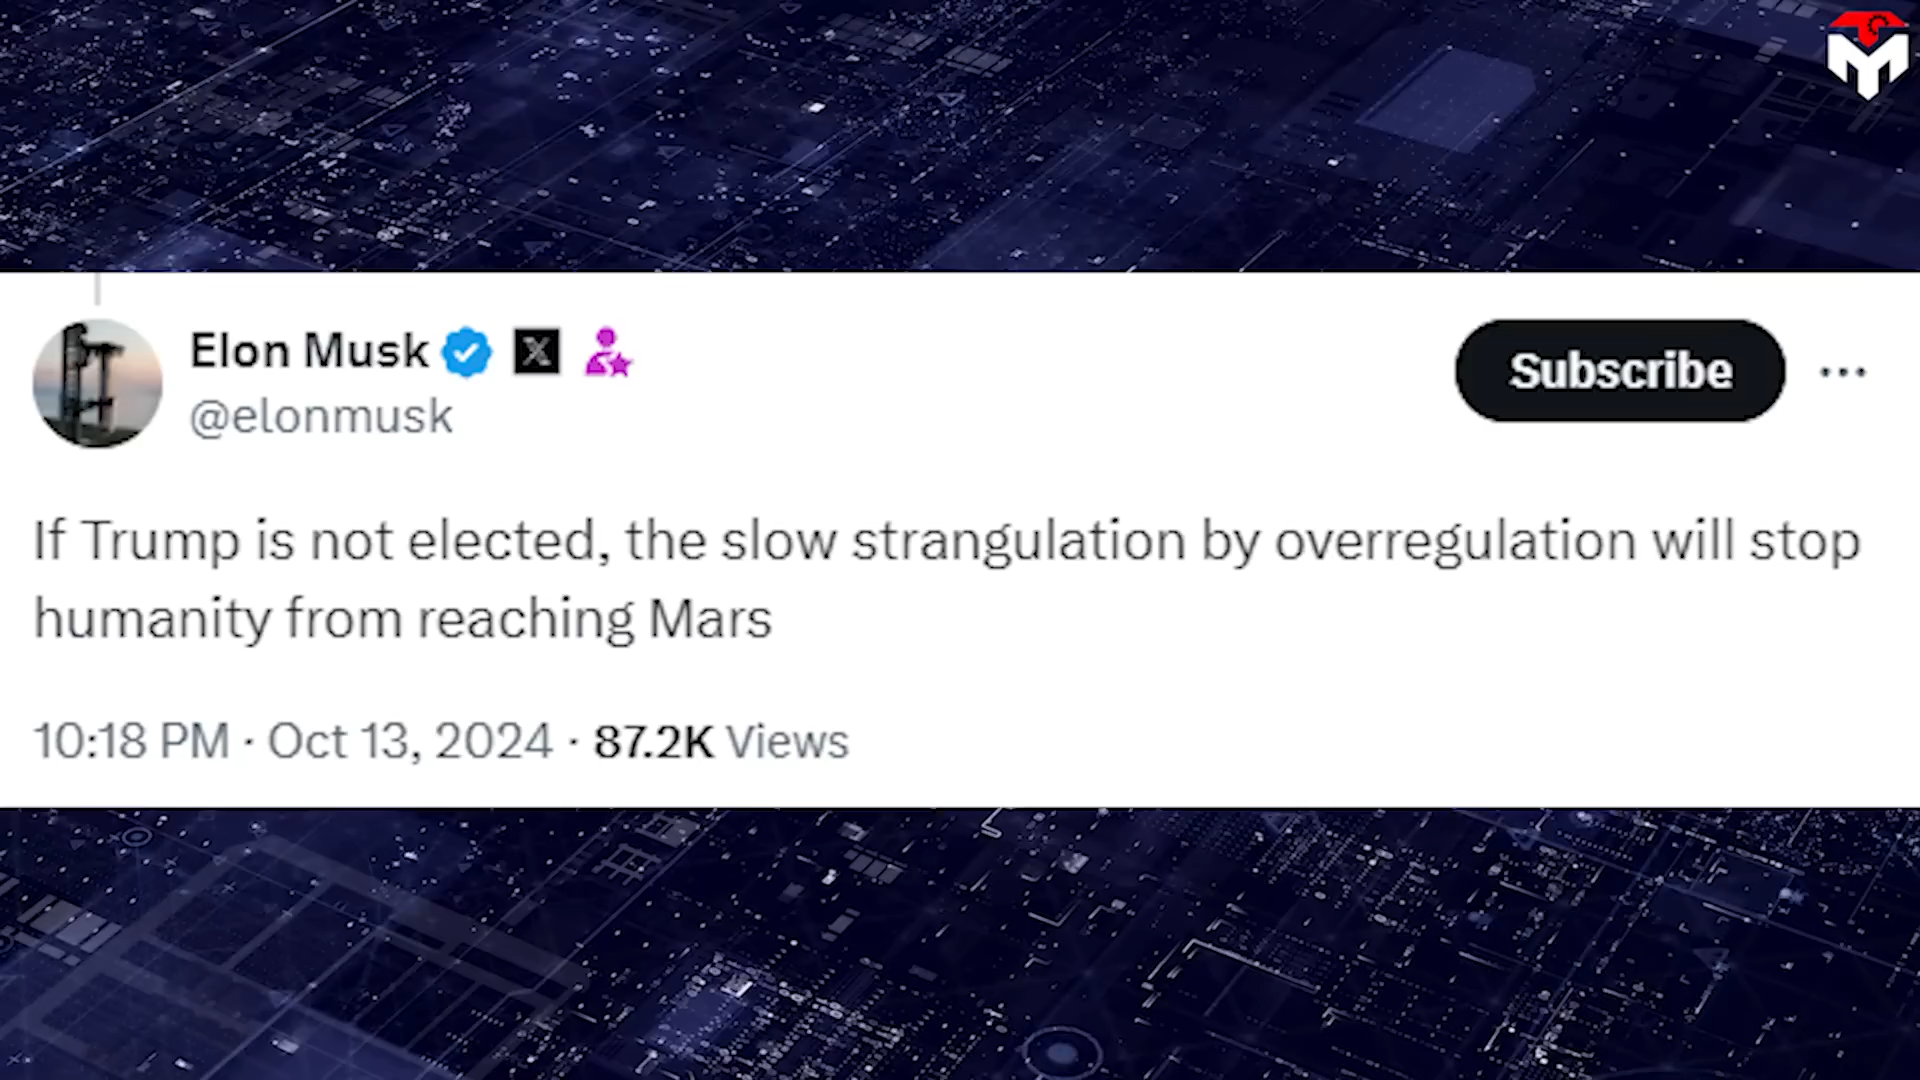 Elon Musk
@elonmusk
Subscribe
If Trump is not elected, the slow strangulation by overregulation will stop
humanity from reaching Mars
10:18 PM · Oct 13, 2024 · 87.2K Views